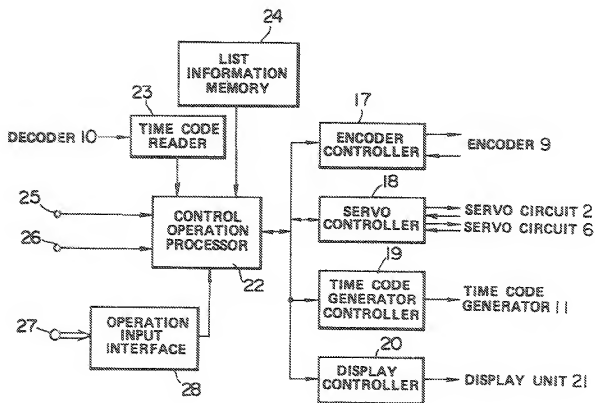 24
LIST
INFORMATION
MEMORY
23
DECODER 10
TIME CODE
READER
17
ENCODER
CONTROLLER
ENCODER 9
25
26
CONTROL
OPERATION
PROCESSOR
22
18
SERVO
CONTROLLER
SERVO CIRCUIT 2
SERVO CIRCUIT 6
19
TIME CODE
GENERATOR
CONTROLLER
TIME CODE
GENERATOR 11
27
OPERATION
INPUT
INTERFACE
28
20
DISPLAY
CONTROLLER
DISPLAY UNIT 21